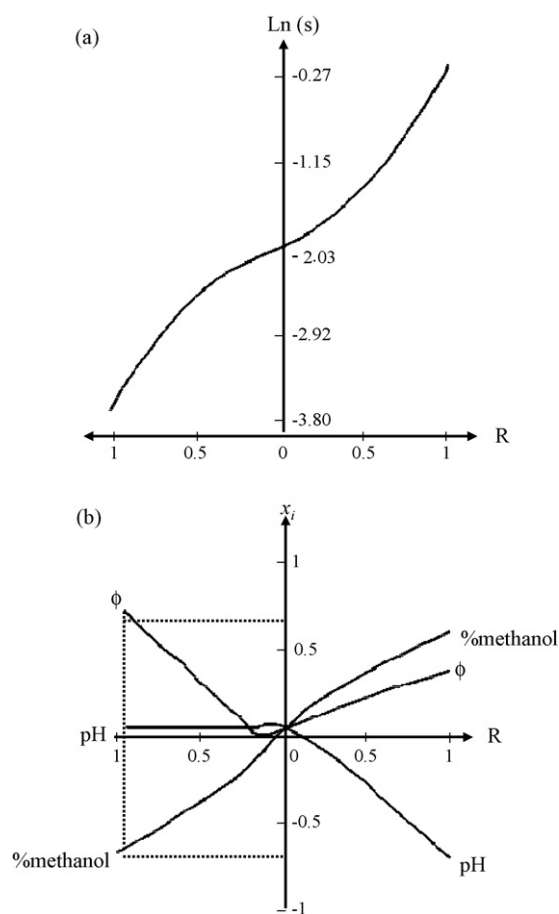 (a)
Ln (s)
-0.27
-1.15
-2.03
-2.92
-3.80
R
1 0.5 0 0.5 1
(b)
x_i
1
ϕ
0.5
%methanol
ϕ
pH
R
1 0.5 0 0.5 1
-0.5
%methanol
pH
-1